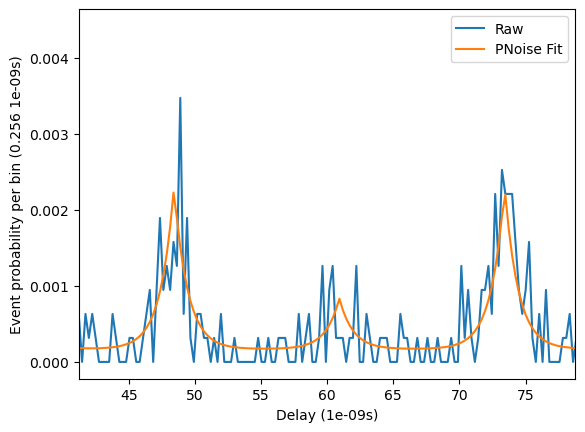 Raw
PNoise Fit
Event probability per bin (0.256 1e-09s)
0.004
0.003
0.002
0.001
0.000
45 50 55 60 65 70 75
Delay (1e-09s)